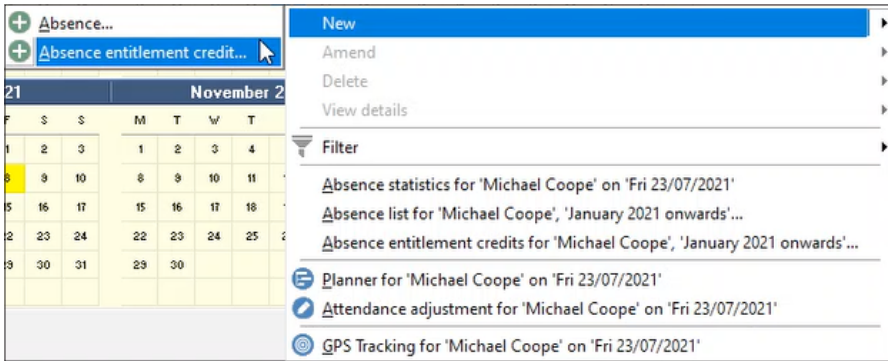 Absence...
Absence entitlement credit...
New
Amend
Delete
View details
Filter
Absence statistics for 'Michael Coope' on 'Fri 23/07/2021'
Absence list for 'Michael Coope', 'January 2021 onwards'...
Absence entitlement credits for 'Michael Coope', 'January 2021 onwards'...
Planner for 'Michael Coope' on 'Fri 23/07/2021'
Attendance adjustment for 'Michael Coope' on 'Fri 23/07/2021'
GPS Tracking for 'Michael Coope' on 'Fri 23/07/2021'
21 November 2
F S S M T W T
1 2 3 1 2 3 4
8 9 10 8 9 10 11
15 16 17 15 16 17 18
22 23 24 22 23 24 25
29 30 31 29 30